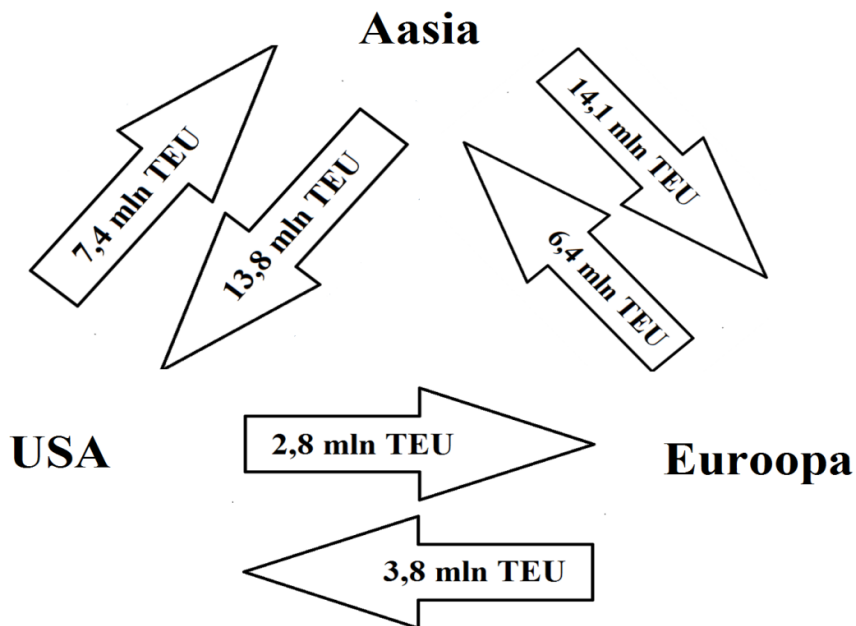 Aasia
7,4 mln TEU
13,8 mln TEU
14,1 mln TEU
6,4 mln TEU
USA
2,8 mln TEU
Euroopa
3,8 mln TEU